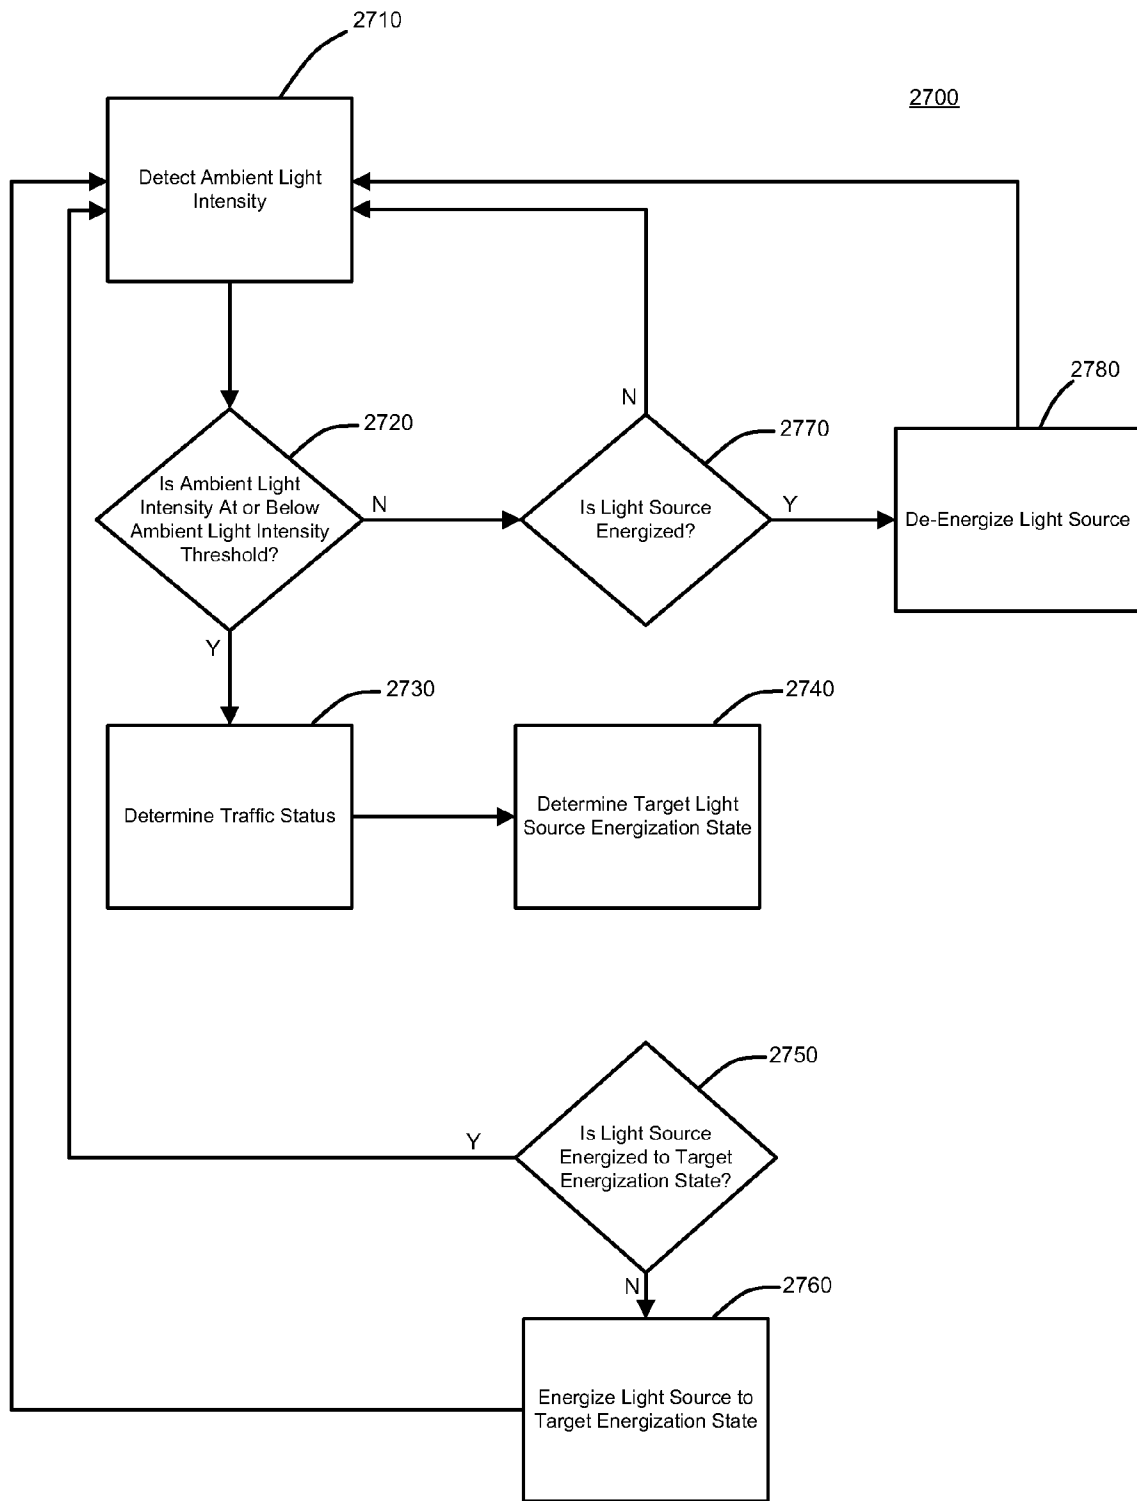 2710
2700
Detect Ambient Light
Intensity
2780
2720
N
2770
Is Ambient Light
Intensity At or Below
Ambient Light Intensity
Threshold?
N
Is Light Source
Energized?
Y
De-Energize Light Source
Y
2730
2740
Determine Traffic Status
Determine Target Light
Source Energization State
2750
Y
Is Light Source
Energized to Target
Energization State?
N
2760
Energize Light Source to
Target Energization State